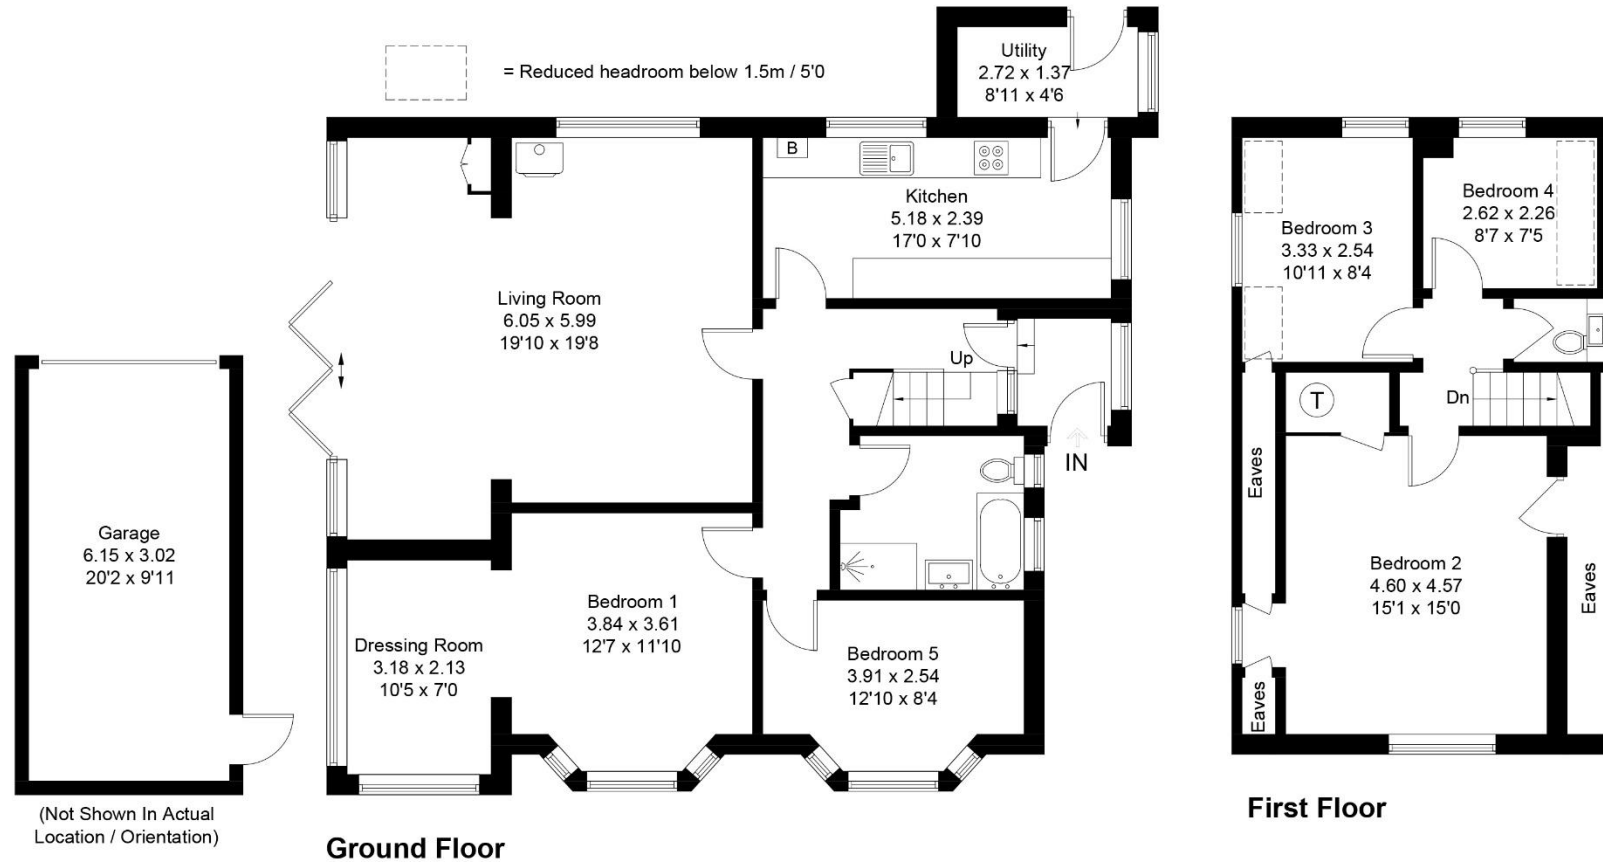 = Reduced headroom below 1.5m / 5'0
Utility
2.72 x 1.37
8'11 x 4'6
B
Kitchen
5.18 x 2.39
17'0 x 7'10
Living Room
6.05 x 5.99
19'10 x 19'8
Up
IN
Garage
6.15 x 3.02
20'2 x 9'11
(Not Shown In Actual
Location / Orientation)
Dressing Room
3.18 x 2.13
10'5 x 7'0
Bedroom 1
3.84 x 3.61
12'7 x 11'10
Bedroom 5
3.91 x 2.54
12'10 x 8'4
Ground Floor
Bedroom 3
3.33 x 2.54
10'11 x 8'4
Bedroom 4
2.62 x 2.26
8'7 x 7'5
T
Dn
Eaves
Bedroom 2
4.60 x 4.57
15'1 x 15'0
Eaves
Eaves
First Floor